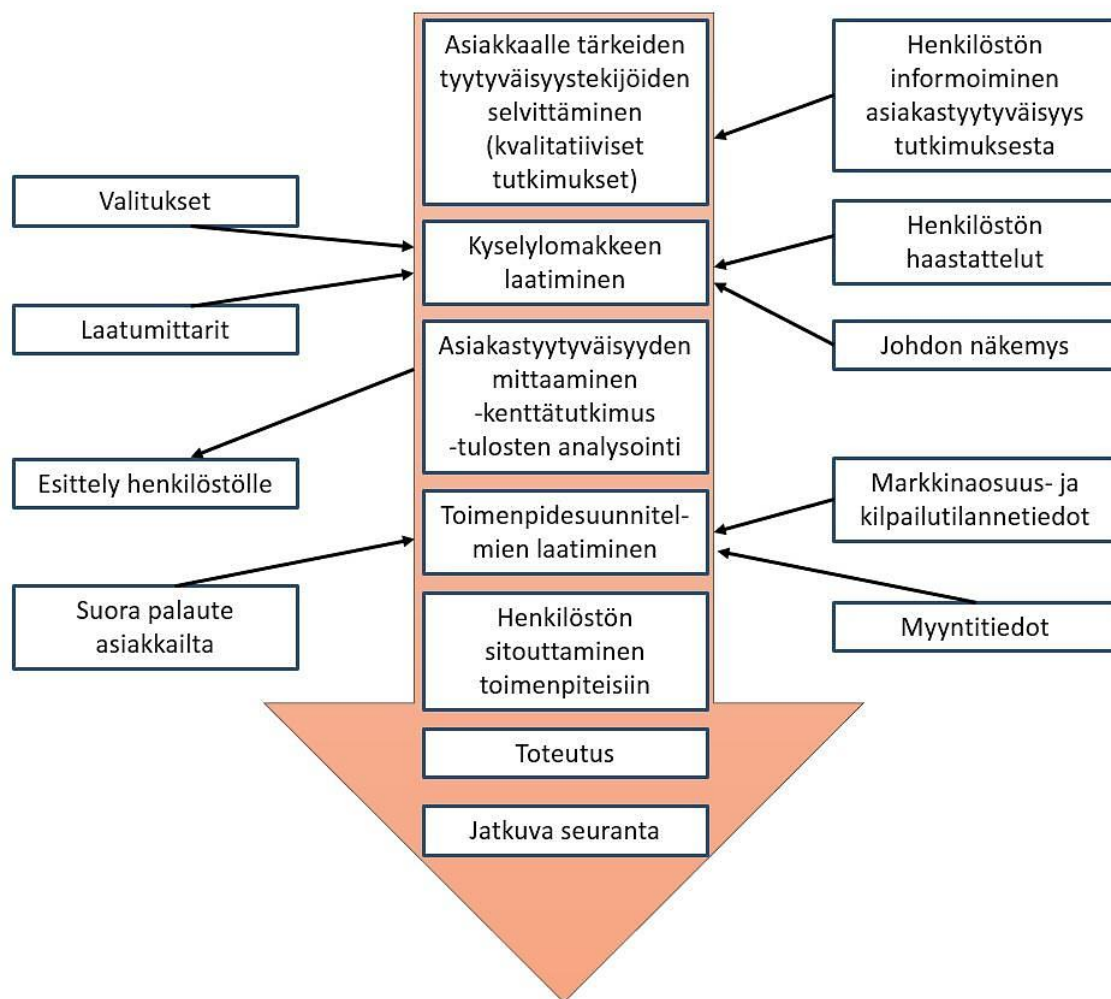 Asiakkaalle tärkeiden
tyytyväisyystekijöiden
selvittäminen
(kvalitatiiviset
tutkimukset)
Henkilöstön
informoiminen
asiakastyytyväisyys
tutkimuksesta
Valitukset
Kyselylomakkeen
laatiminen
Henkilöstön
haastattelut
Laatumittarit
Johdon näkemys
Asiakastyytyväisyyden
mittaaminen
-kenttätutkimus
-tulosten analysointi
Esittely henkilöstölle
Markkinaosuus- ja
kilpailutilannetiedot
Toimenpidesuunnitel-
mien laatiminen
Suora palaute
asiakkailta
Myyntitiedot
Henkilöstön
sitouttaminen
toimenpiteisiin
Toteutus
Jatkuva seuranta